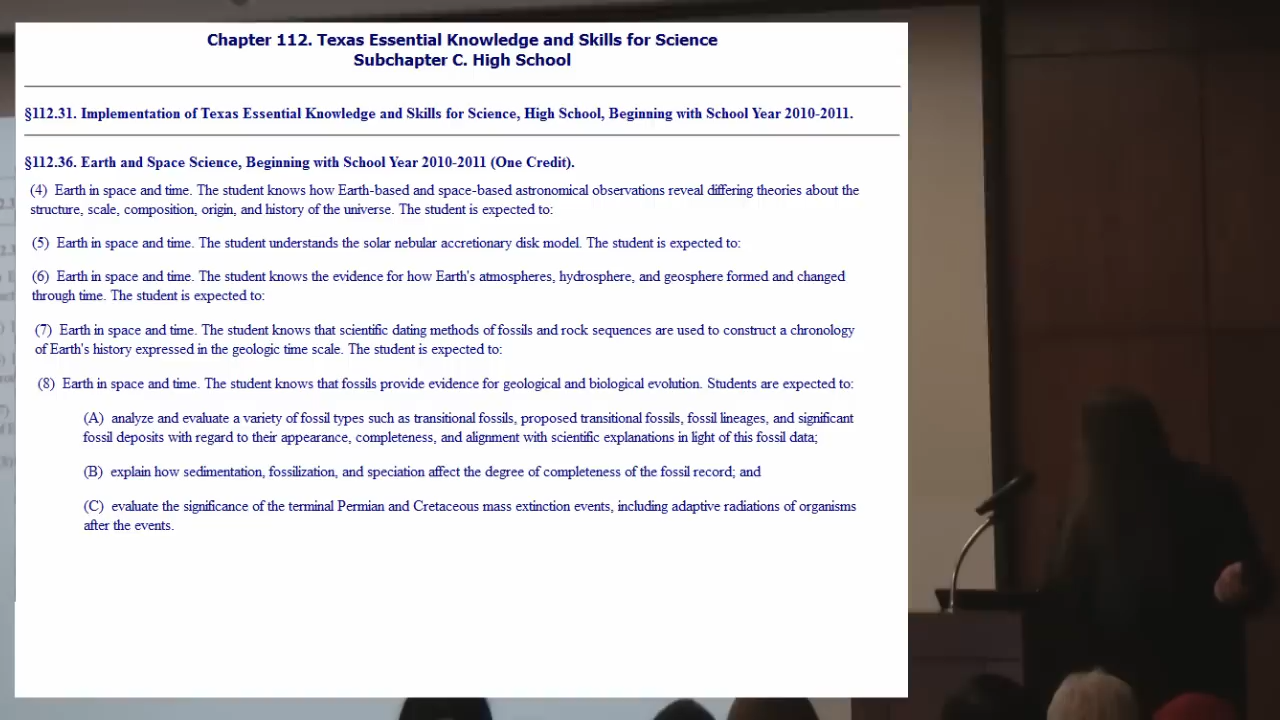 Chapter 112. Texas Essential Knowledge and Skills for Science
Subchapter C. High School
§112.31. Implementation of Texas Essential Knowledge and Skills for Science, High School, Beginning with School Year 2010-2011.
§112.36. Earth and Space Science, Beginning with School Year 2010-2011 (One Credit).
(4) Earth in space and time. The student knows how Earth-based and space-based astronomical observations reveal differing theories about the
structure, scale, composition, origin, and history of the universe. The student is expected to:
(5) Earth in space and time. The student understands the solar nebular accretionary disk model. The student is expected to:
(6) Earth in space and time. The student knows the evidence for how Earth's atmospheres, hydrosphere, and geosphere formed and changed
through time. The student is expected to:
(7) Earth in space and time. The student knows that scientific dating methods of fossils and rock sequences are used to construct a chronology
of Earth's history expressed in the geologic time scale. The student is expected to:
(8) Earth in space and time. The student knows that fossils provide evidence for geological and biological evolution. Students are expected to:
(A) analyze and evaluate a variety of fossil types such as transitional fossils, proposed transitional fossils, fossil lineages, and significant
fossil deposits with regard to their appearance, completeness, and alignment with scientific explanations in light of this fossil data;
(B) explain how sedimentation, fossilization, and speciation affect the degree of completeness of the fossil record; and
(C) evaluate the significance of the terminal Permian and Cretaceous mass extinction events, including adaptive radiations of organisms
after the events.